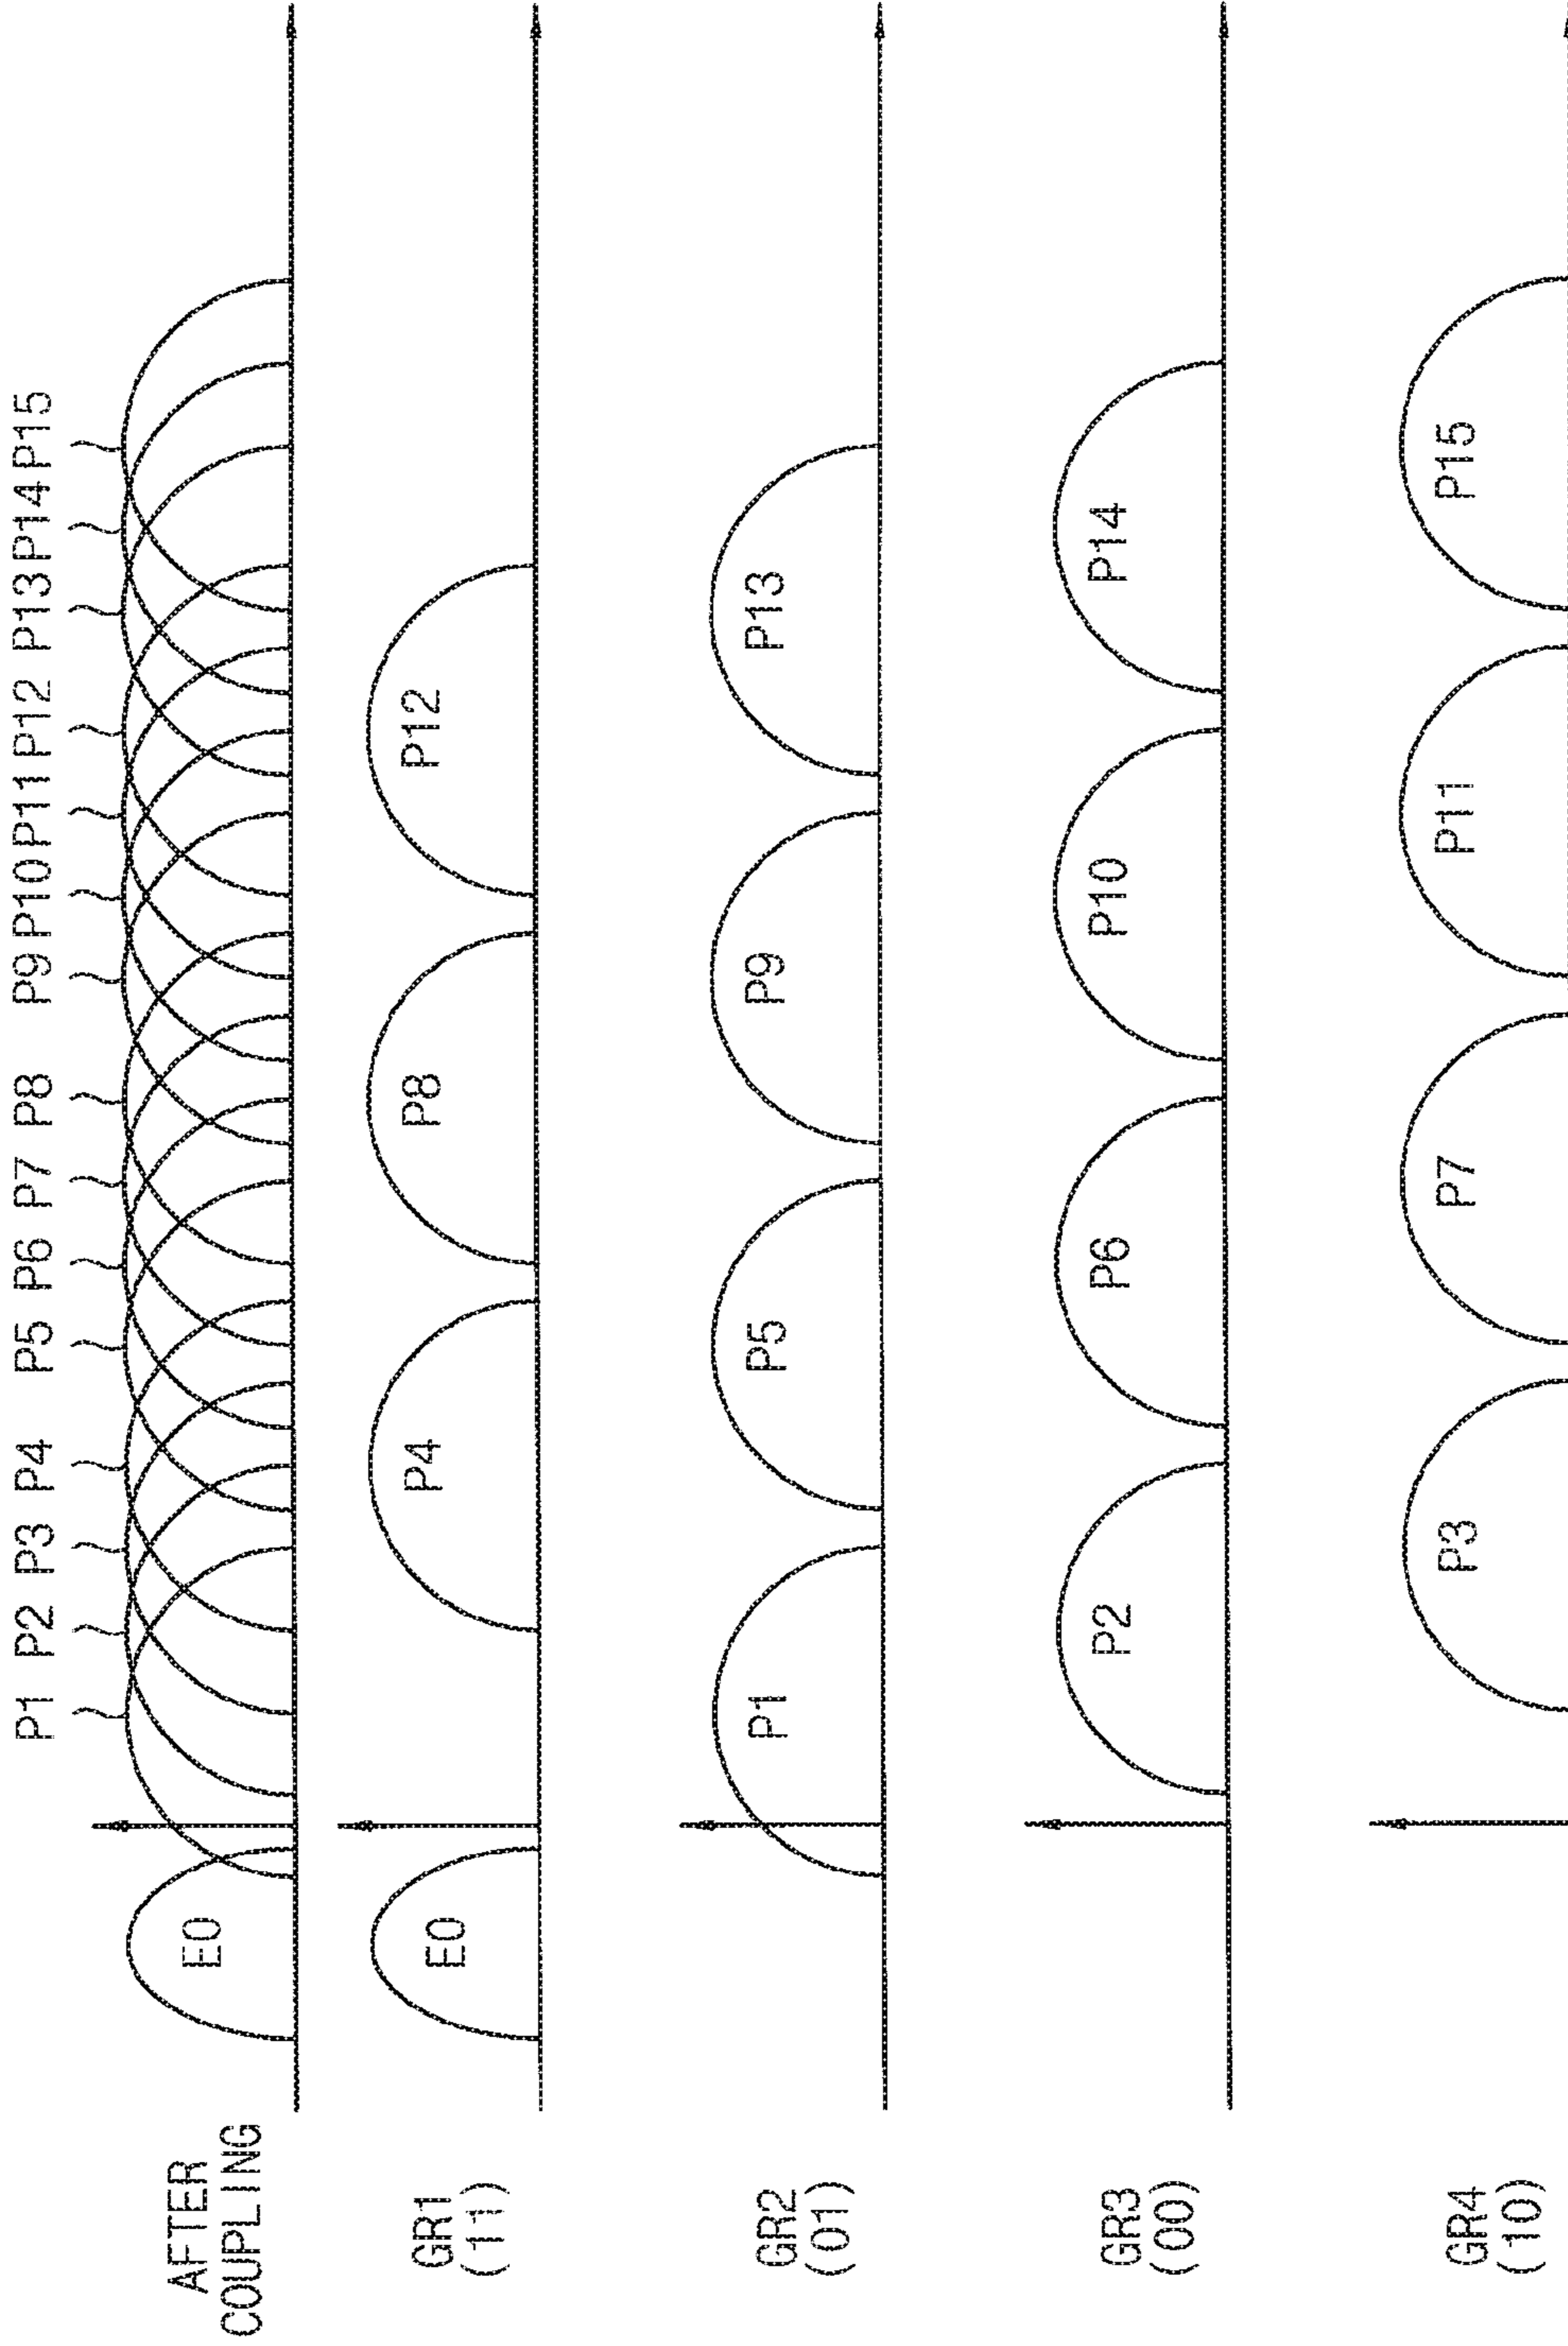 P1 P2 P3 P4 P5 P6 P7 P8 P9 P10 P11 P12 P13 P14 P15
AFTER
COUPLING
E0
GR1
(11)
E0 P4 P8 P12
GR2
(01)
P1 P5 P9 P13
GR3
(00)
P2 P6 P10 P14
GR4
(10)
P3 P7 P11 P15